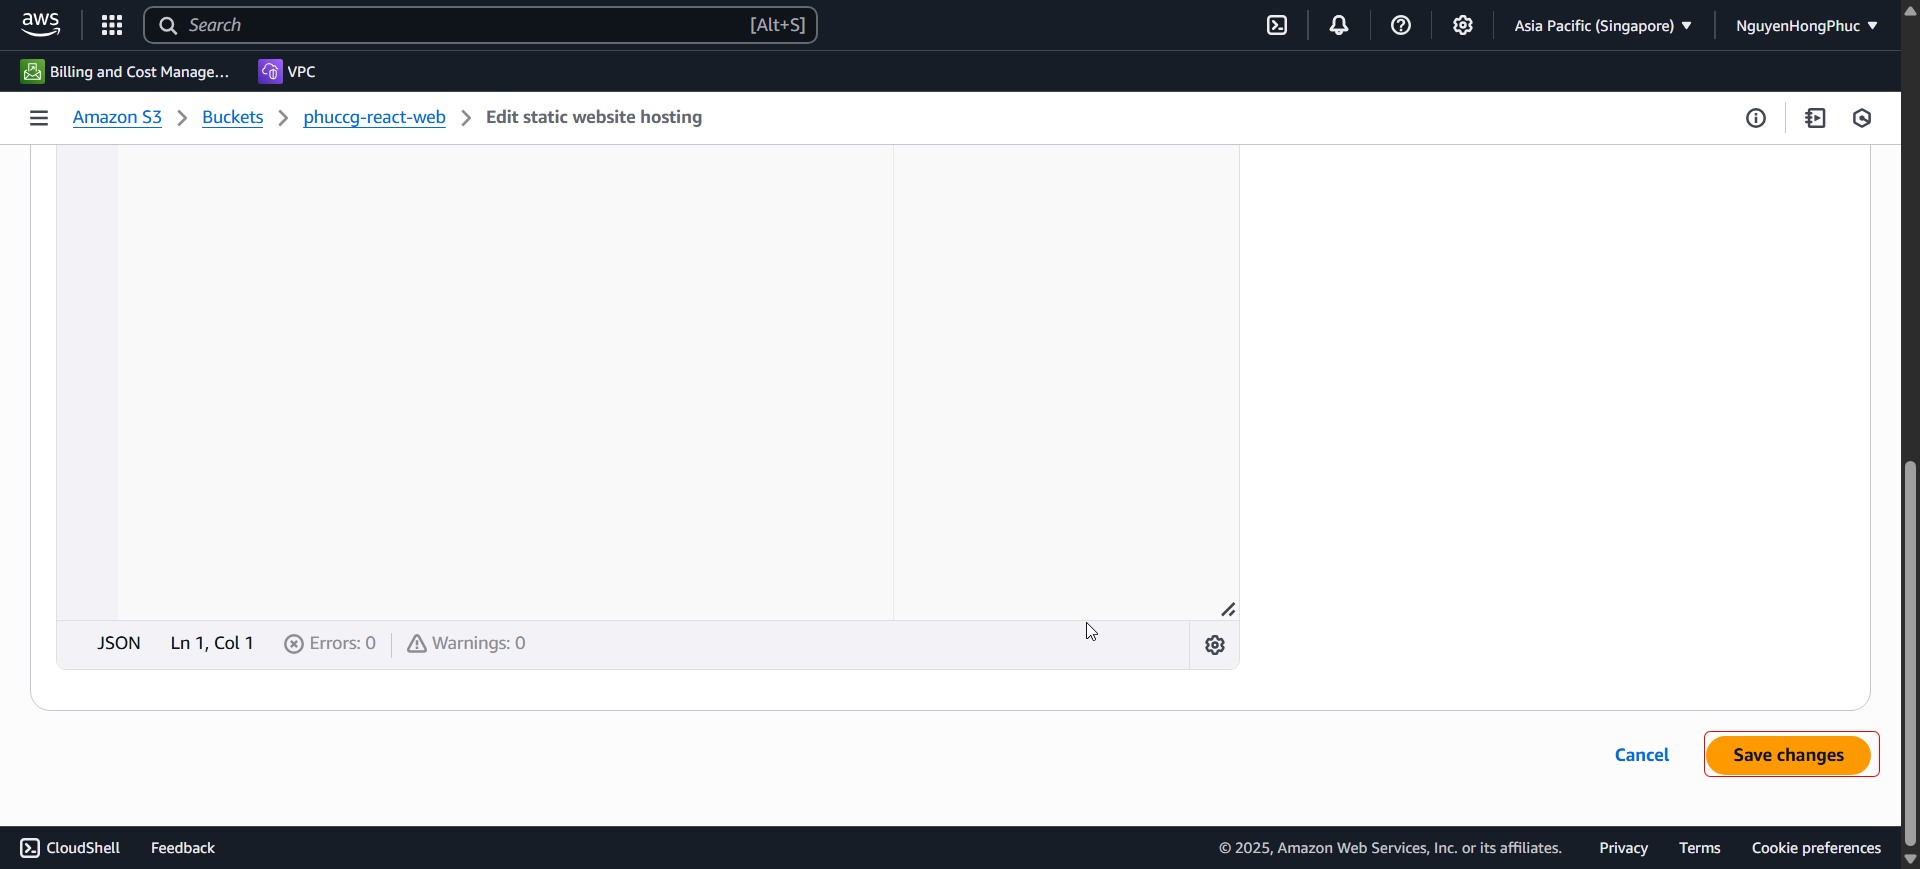 aws
Search
[Alt+S]
Asia Pacific (Singapore)
NguyenHongPhuc
Billing and Cost Manage...
VPC
Amazon S3
Buckets
phuccg-react-web
Edit static website hosting
JSON
Ln 1, Col 1
Errors: 0
Warnings: 0
Cancel
Save changes
CloudShell
Feedback
© 2025, Amazon Web Services, Inc. or its affiliates.
Privacy
Terms
Cookie preferences